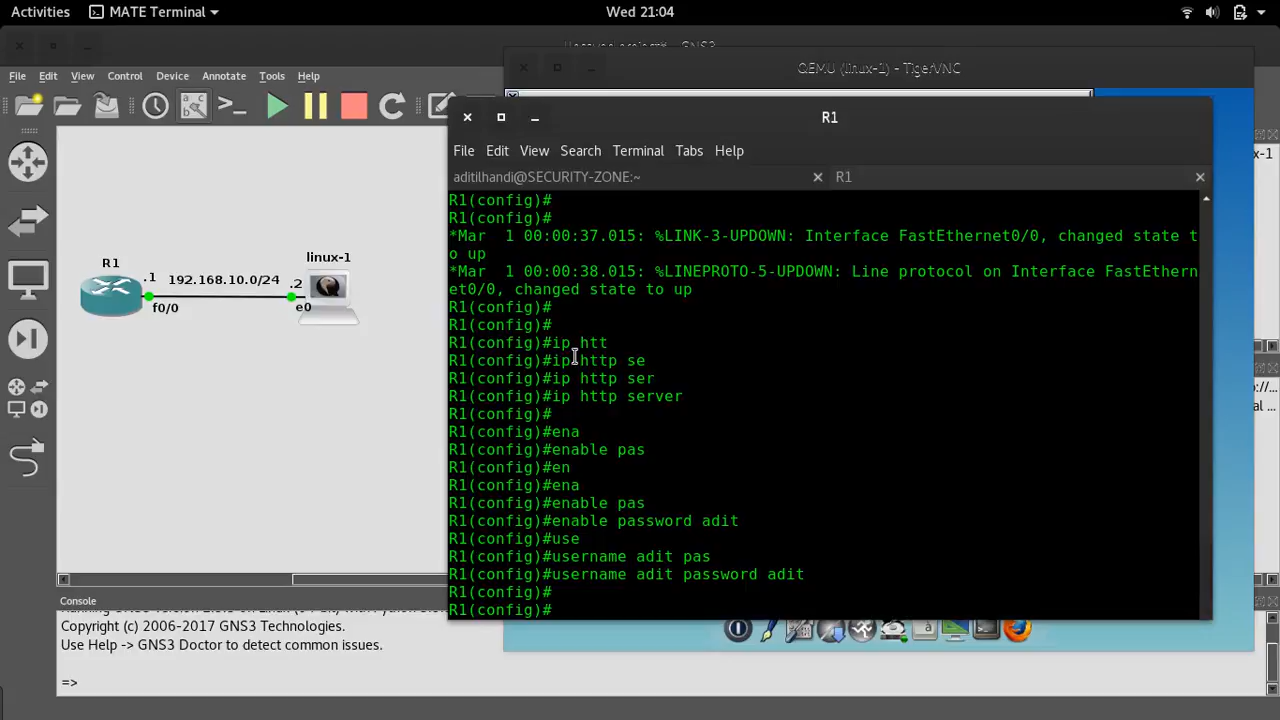 Activities MATE Terminal Wed 21:04
GNS3
QEMU (linux-1) - TigerVNC
File Edit View Control Device Annotate Tools Help
R1
File Edit View Search Terminal Tabs Help
aditilhandi@SECURITY-ZONE:~ R1
R1(config)#
R1(config)#
*Mar  1 00:00:37.015: %LINK-3-UPDOWN: Interface FastEthernet0/0, changed state t
o up
*Mar  1 00:00:38.015: %LINEPROTO-5-UPDOWN: Line protocol on Interface FastEthern
et0/0, changed state to up
R1(config)#
R1(config)#
R1(config)#ip htt
R1(config)#ip http se
R1(config)#ip http ser
R1(config)#ip http server
R1(config)#
R1(config)#ena
R1(config)#enable pas
R1(config)#en
R1(config)#ena
R1(config)#enable pas
R1(config)#enable password adit
R1(config)#use
R1(config)#username adit pas
R1(config)#username adit password adit
R1(config)#
R1(config)#
R1 .1 192.168.10.0/24 .2 linux-1
f0/0 e0
x-1
Console
Copyright (c) 2006-2017 GNS3 Technologies.
Use Help -> GNS3 Doctor to detect common issues.
=>